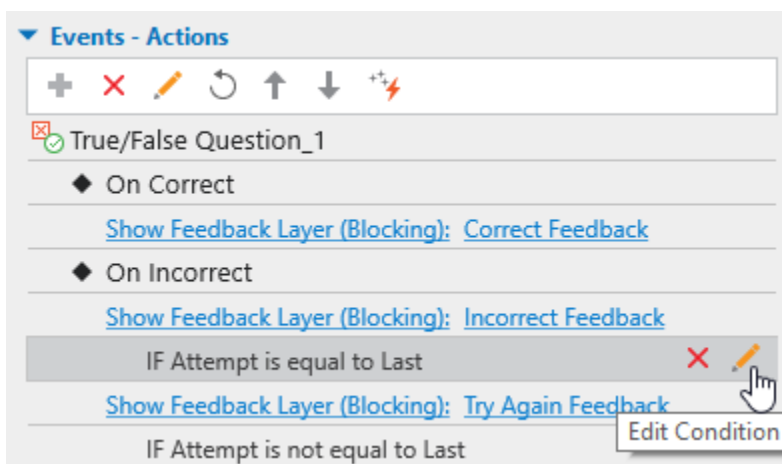 Events - Actions
True/False Question_1
On Correct
Show Feedback Layer (Blocking): Correct Feedback
On Incorrect
Show Feedback Layer (Blocking): Incorrect Feedback
IF Attempt is equal to Last
Show Feedback Layer (Blocking): Try Again Feedback
Edit Condition
IF Attempt is not equal to Last